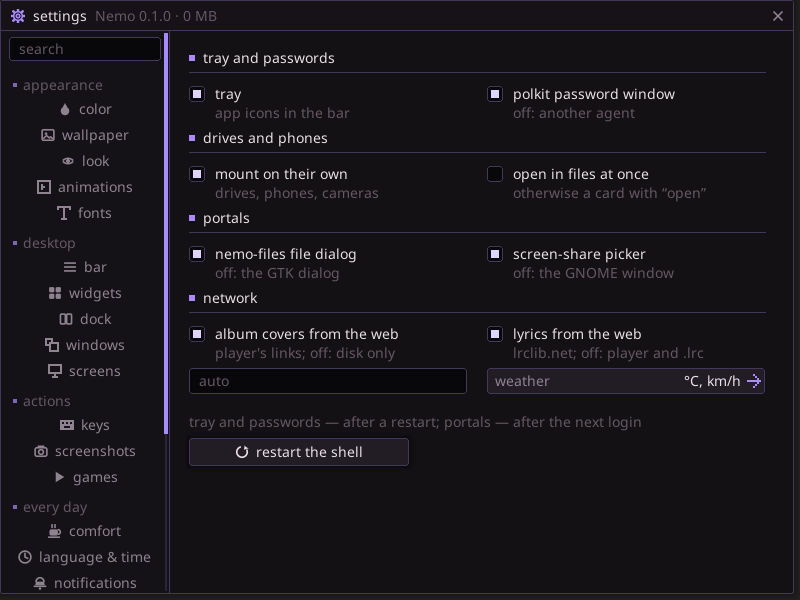 settings Nemo 0.1.0 · 0 MB
search
appearance
color
wallpaper
look
animations
fonts
desktop
bar
widgets
dock
windows
screens
actions
keys
screenshots
games
every day
comfort
language & time
notifications
tray and passwords
tray
app icons in the bar
polkit password window
off: another agent
drives and phones
mount on their own
drives, phones, cameras
open in files at once
otherwise a card with “open”
portals
nemo-files file dialog
off: the GTK dialog
screen-share picker
off: the GNOME window
network
album covers from the web
player's links; off: disk only
lyrics from the web
lrclib.net; off: player and .lrc
auto
weather °C, km/h
tray and passwords — after a restart; portals — after the next login
restart the shell